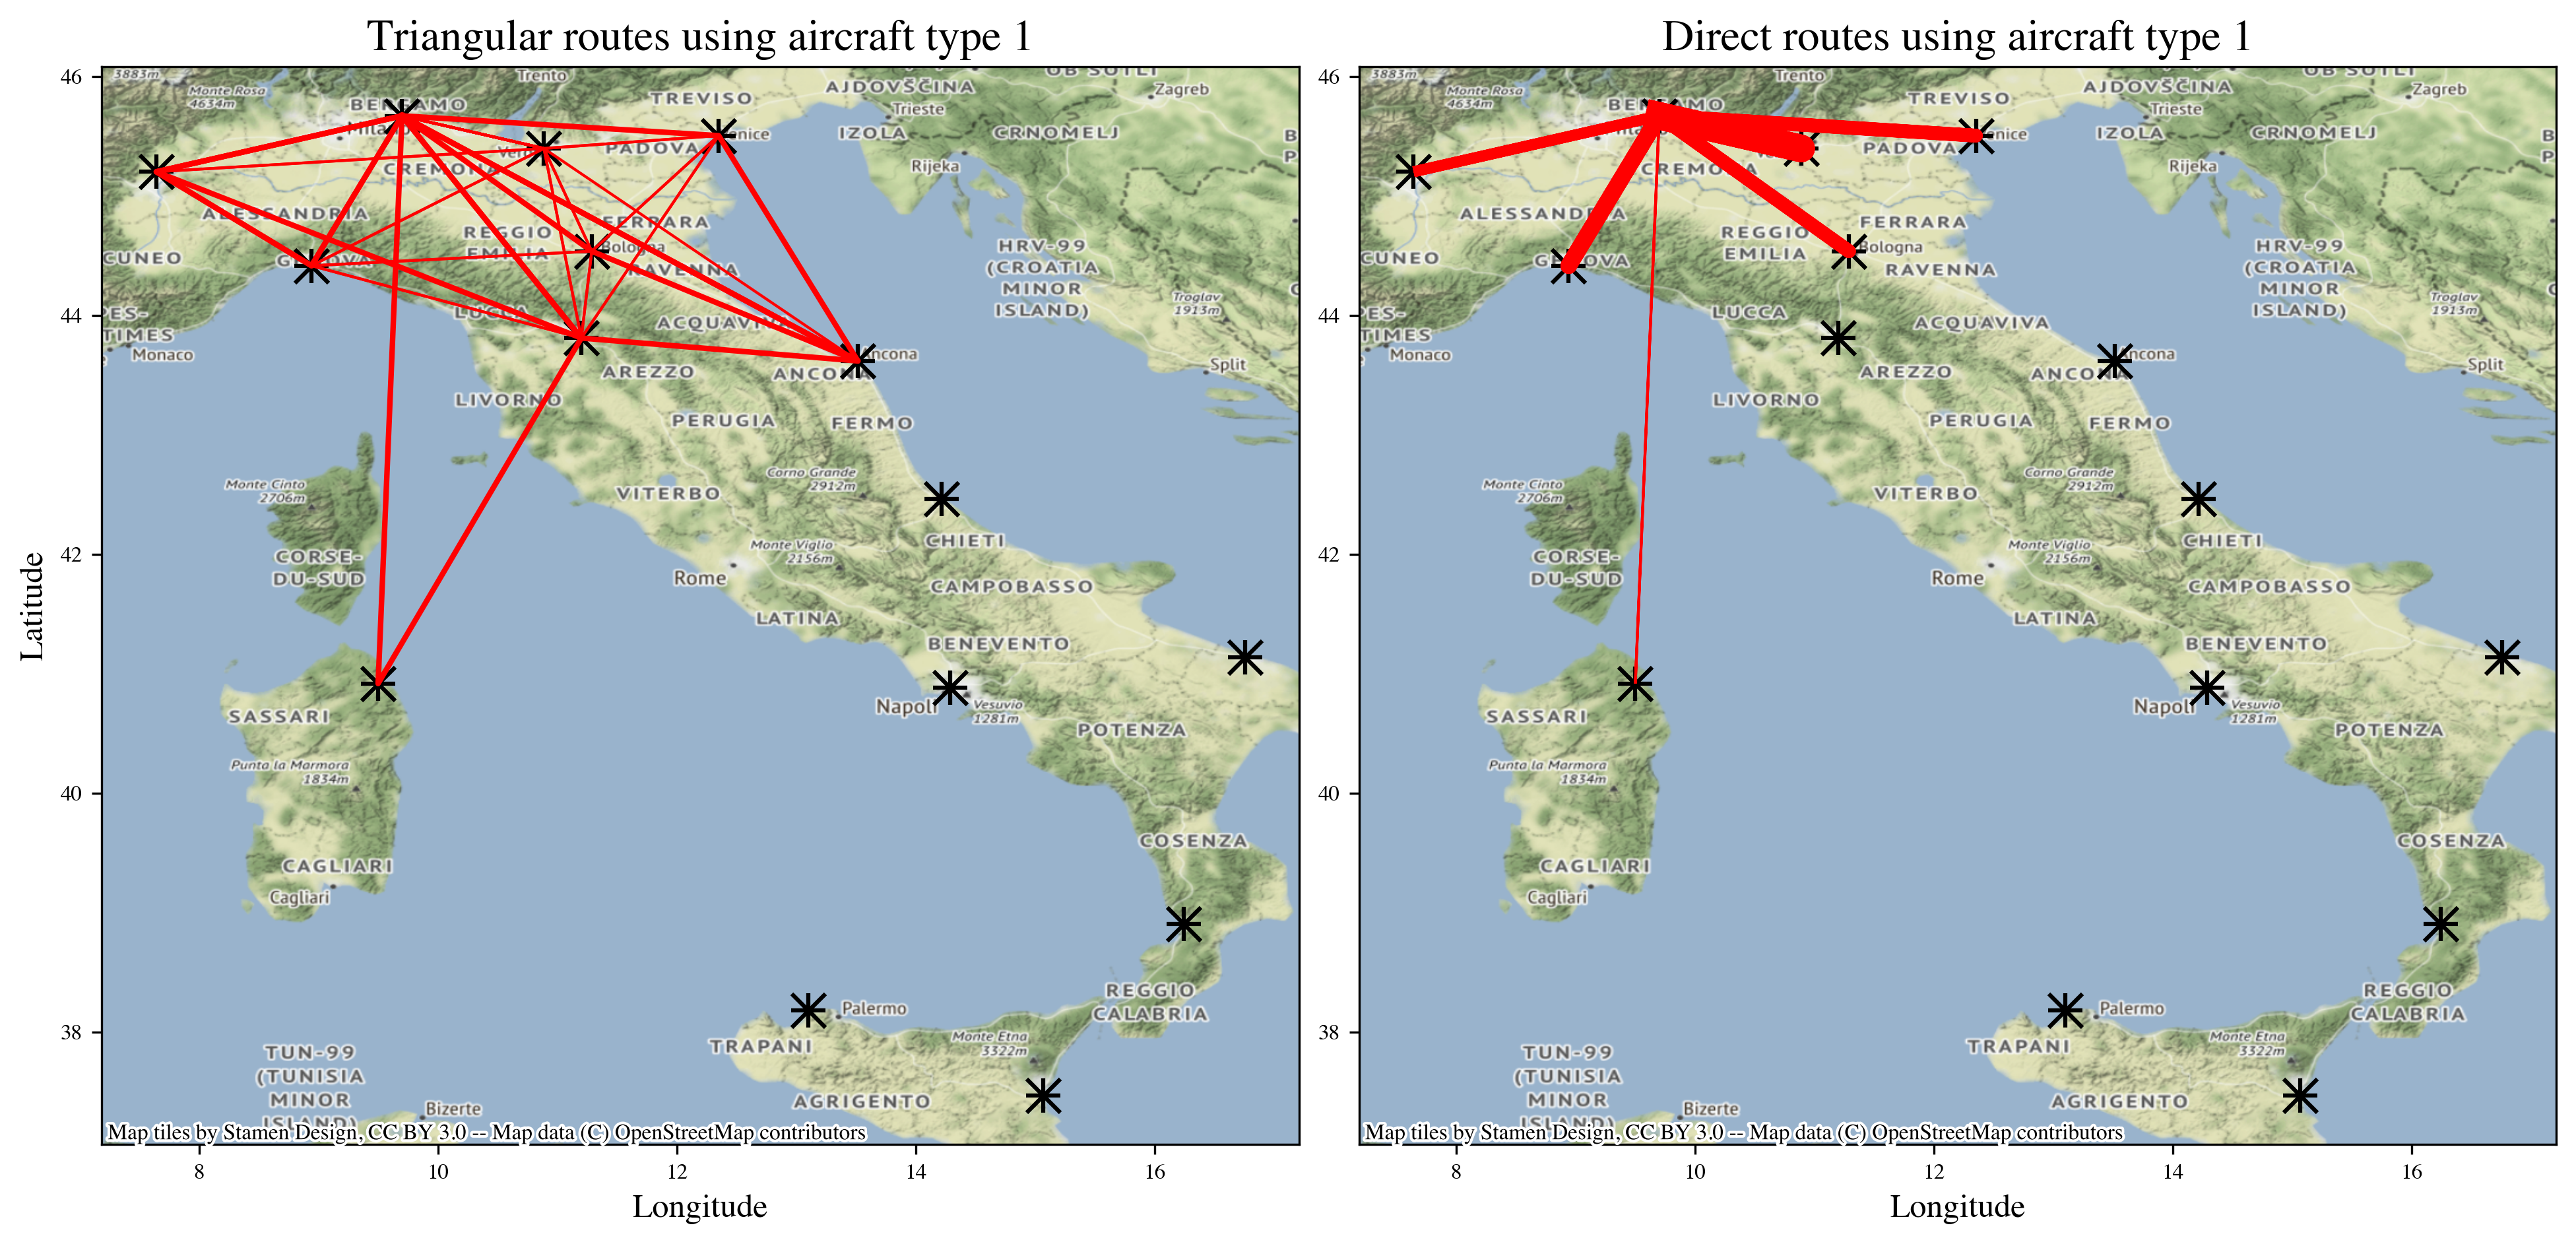 Triangular routes using aircraft type 1
46
44
42
40
38
Latitude
3883m
Monte Rosa
4634m
Trento
TREVISO
AJDOVŠČINA
Trieste
IZOLA
CRNOMELJ
Zagreb
Rijeka
PADOVA
CREMONA
ALESSANDRIA
FERRARA
REGGIO
EMILIA
Bologna
RAVENNA
CUNEO
GENOVA
HRV-99
(CROATIA
MINOR
ISLAND)
Troglav
1913m
Monaco
LUCCA
ACQUAVIVA
Ancona
ANCONA
Split
AREZZO
LIVORNO
PERUGIA
FERMO
Monte Cinto
2706m
Corno Grande
2912m
VITERBO
CORSE-
DU-SUD
Monte Viglio
2156m
CHIETI
Rome
CAMPOBASSO
LATINA
BENEVENTO
SASSARI
Napoli
Vesuvio
1281m
POTENZA
Punta la Marmora
1834m
COSENZA
CAGLIARI
Cagliari
REGGIO
CALABRIA
Palermo
TRAPANI
Monte Etna
3322m
TUN-99
(TUNISIA
MINOR
ISLAND)
AGRIGENTO
Bizerte
Map tiles by Stamen Design, CC BY 3.0 -- Map data (C) OpenStreetMap contributors
8 10 12 14 16
Longitude
Direct routes using aircraft type 1
46
44
42
40
38
3883m
Monte Rosa
4634m
Trento
BERGAMO
TREVISO
AJDOVŠČINA
Trieste
IZOLA
CRNOMELJ
Zagreb
Rijeka
PADOVA
CREMONA
ALESSANDRIA
FERRARA
REGGIO
EMILIA
Bologna
RAVENNA
CUNEO
GENOVA
HRV-99
(CROATIA
MINOR
ISLAND)
Troglav
1913m
Monaco
LUCCA
ACQUAVIVA
Ancona
ANCONA
Split
AREZZO
LIVORNO
PERUGIA
FERMO
Monte Cinto
2706m
Corno Grande
2912m
VITERBO
CORSE-
DU-SUD
Monte Viglio
2156m
CHIETI
Rome
CAMPOBASSO
LATINA
BENEVENTO
SASSARI
Napoli
Vesuvio
1281m
POTENZA
Punta la Marmora
1834m
COSENZA
CAGLIARI
Cagliari
REGGIO
CALABRIA
Palermo
TRAPANI
Monte Etna
3322m
TUN-99
(TUNISIA
MINOR
ISLAND)
AGRIGENTO
Bizerte
Map tiles by Stamen Design, CC BY 3.0 -- Map data (C) OpenStreetMap contributors
8 10 12 14 16
Longitude